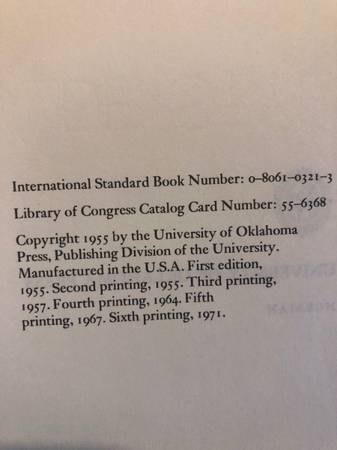 International Standard Book Number: 0–8061–0321–3
Library of Congress Catalog Card Number: 55–6368
Copyright 1955 by the University of Oklahoma
Press, Publishing Division of the University.
Manufactured in the U.S.A. First edition,
1955. Second printing, 1955. Third printing,
1957. Fourth printing, 1964. Fifth
printing, 1967. Sixth printing, 1971.